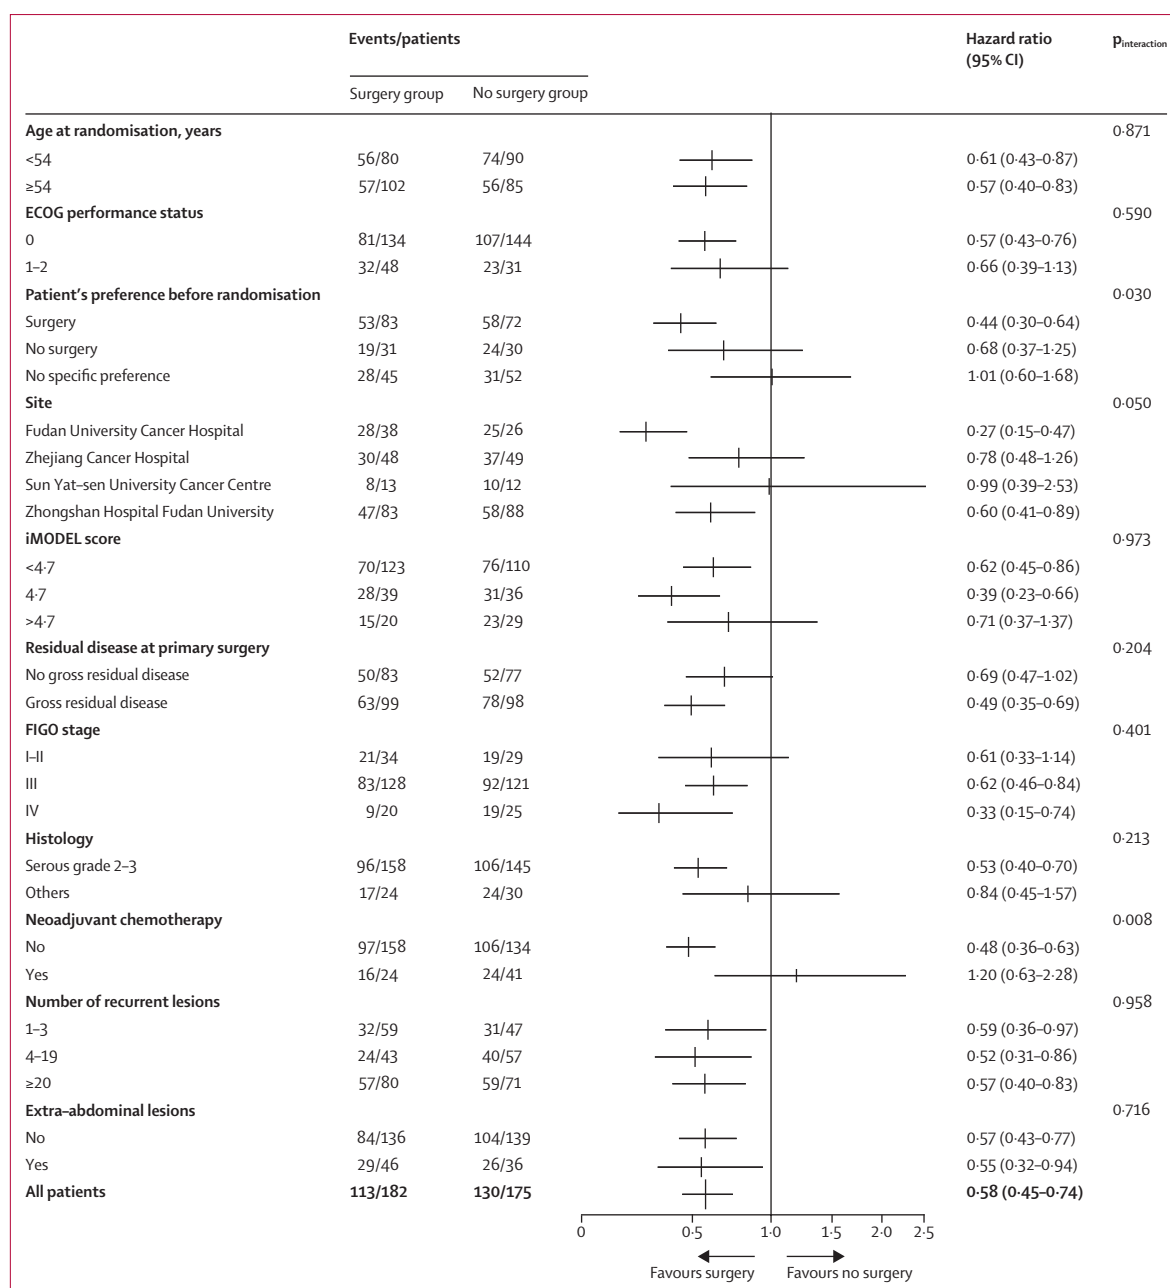 Events/patients Hazard ratio (95% CI) pinteraction
Surgery group No surgery group
Age at randomisation, years 0·871
<54 56/80 74/90 0·61 (0·43–0·87)
≥54 57/102 56/85 0·57 (0·40–0·83)
ECOG performance status 0·590
0 81/134 107/144 0·57 (0·43–0·76)
1–2 32/48 23/31 0·66 (0·39–1·13)
Patient's preference before randomisation 0·030
Surgery 53/83 58/72 0·44 (0·30–0·64)
No surgery 19/31 24/30 0·68 (0·37–1·25)
No specific preference 28/45 31/52 1·01 (0·60–1·68)
Site 0·050
Fudan University Cancer Hospital 28/38 25/26 0·27 (0·15–0·47)
Zhejiang Cancer Hospital 30/48 37/49 0·78 (0·48–1·26)
Sun Yat–sen University Cancer Centre 8/13 10/12 0·99 (0·39–2·53)
Zhongshan Hospital Fudan University 47/83 58/88 0·60 (0·41–0·89)
iMODEL score 0·973
<4·7 70/123 76/110 0·62 (0·45–0·86)
4·7 28/39 31/36 0·39 (0·23–0·66)
>4·7 15/20 23/29 0·71 (0·37–1·37)
Residual disease at primary surgery 0·204
No gross residual disease 50/83 52/77 0·69 (0·47–1·02)
Gross residual disease 63/99 78/98 0·49 (0·35–0·69)
FIGO stage 0·401
I–II 21/34 19/29 0·61 (0·33–1·14)
III 83/128 92/121 0·62 (0·46–0·84)
IV 9/20 19/25 0·33 (0·15–0·74)
Histology 0·213
Serous grade 2–3 96/158 106/145 0·53 (0·40–0·70)
Others 17/24 24/30 0·84 (0·45–1·57)
Neoadjuvant chemotherapy 0·008
No 97/158 106/134 0·48 (0·36–0·63)
Yes 16/24 24/41 1·20 (0·63–2·28)
Number of recurrent lesions 0·958
1–3 32/59 31/47 0·59 (0·36–0·97)
4–19 24/43 40/57 0·52 (0·31–0·86)
≥20 57/80 59/71 0·57 (0·40–0·83)
Extra–abdominal lesions 0·716
No 84/136 104/139 0·57 (0·43–0·77)
Yes 29/46 26/36 0·55 (0·32–0·94)
All patients 113/182 130/175 0·58 (0·45–0·74)
0 0·5 1·0 1·5 2·0 2·5
Favours surgery Favours no surgery